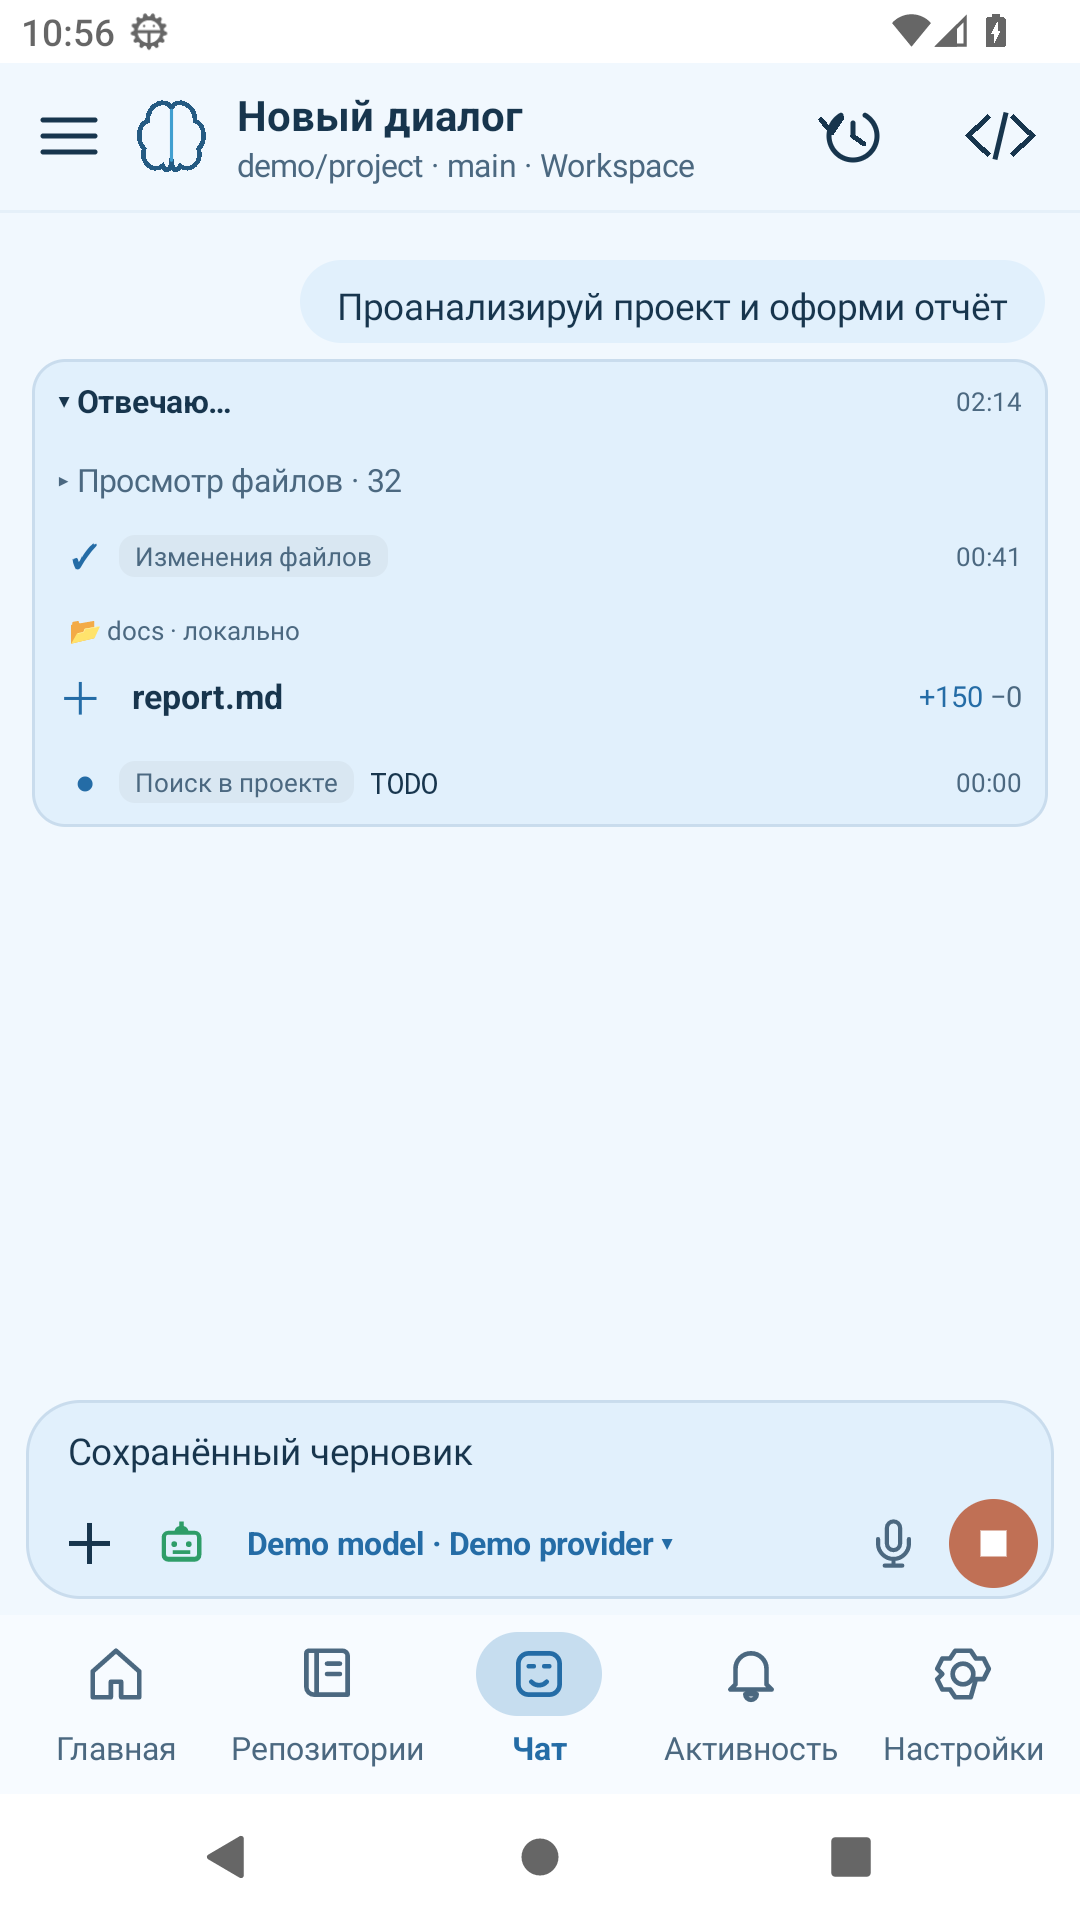 10:56
Новый диалог
demo/project · main · Workspace
Проанализируй проект и оформи отчёт
▾ Отвечаю... 02:14
▸ Просмотр файлов · 32
✓ Изменения файлов 00:41
📂 docs · локально
+ report.md +150 −0
● Поиск в проекте TODO 00:00
Сохранённый черновик
Demo model · Demo provider ▾
Главная Репозитории Чат Активность Настройки